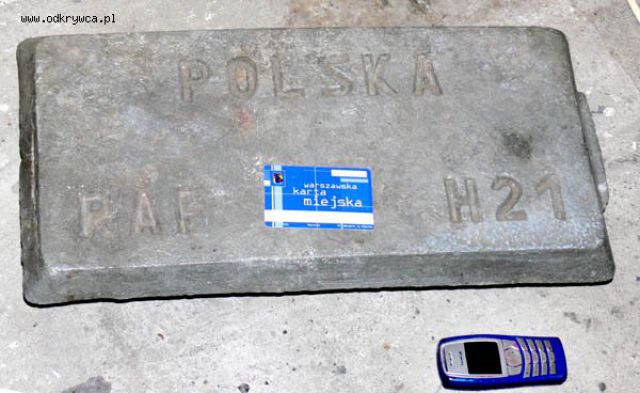 www.odkrywca.pl
POLSKA
RAF H21
warszawska
karta
miejska